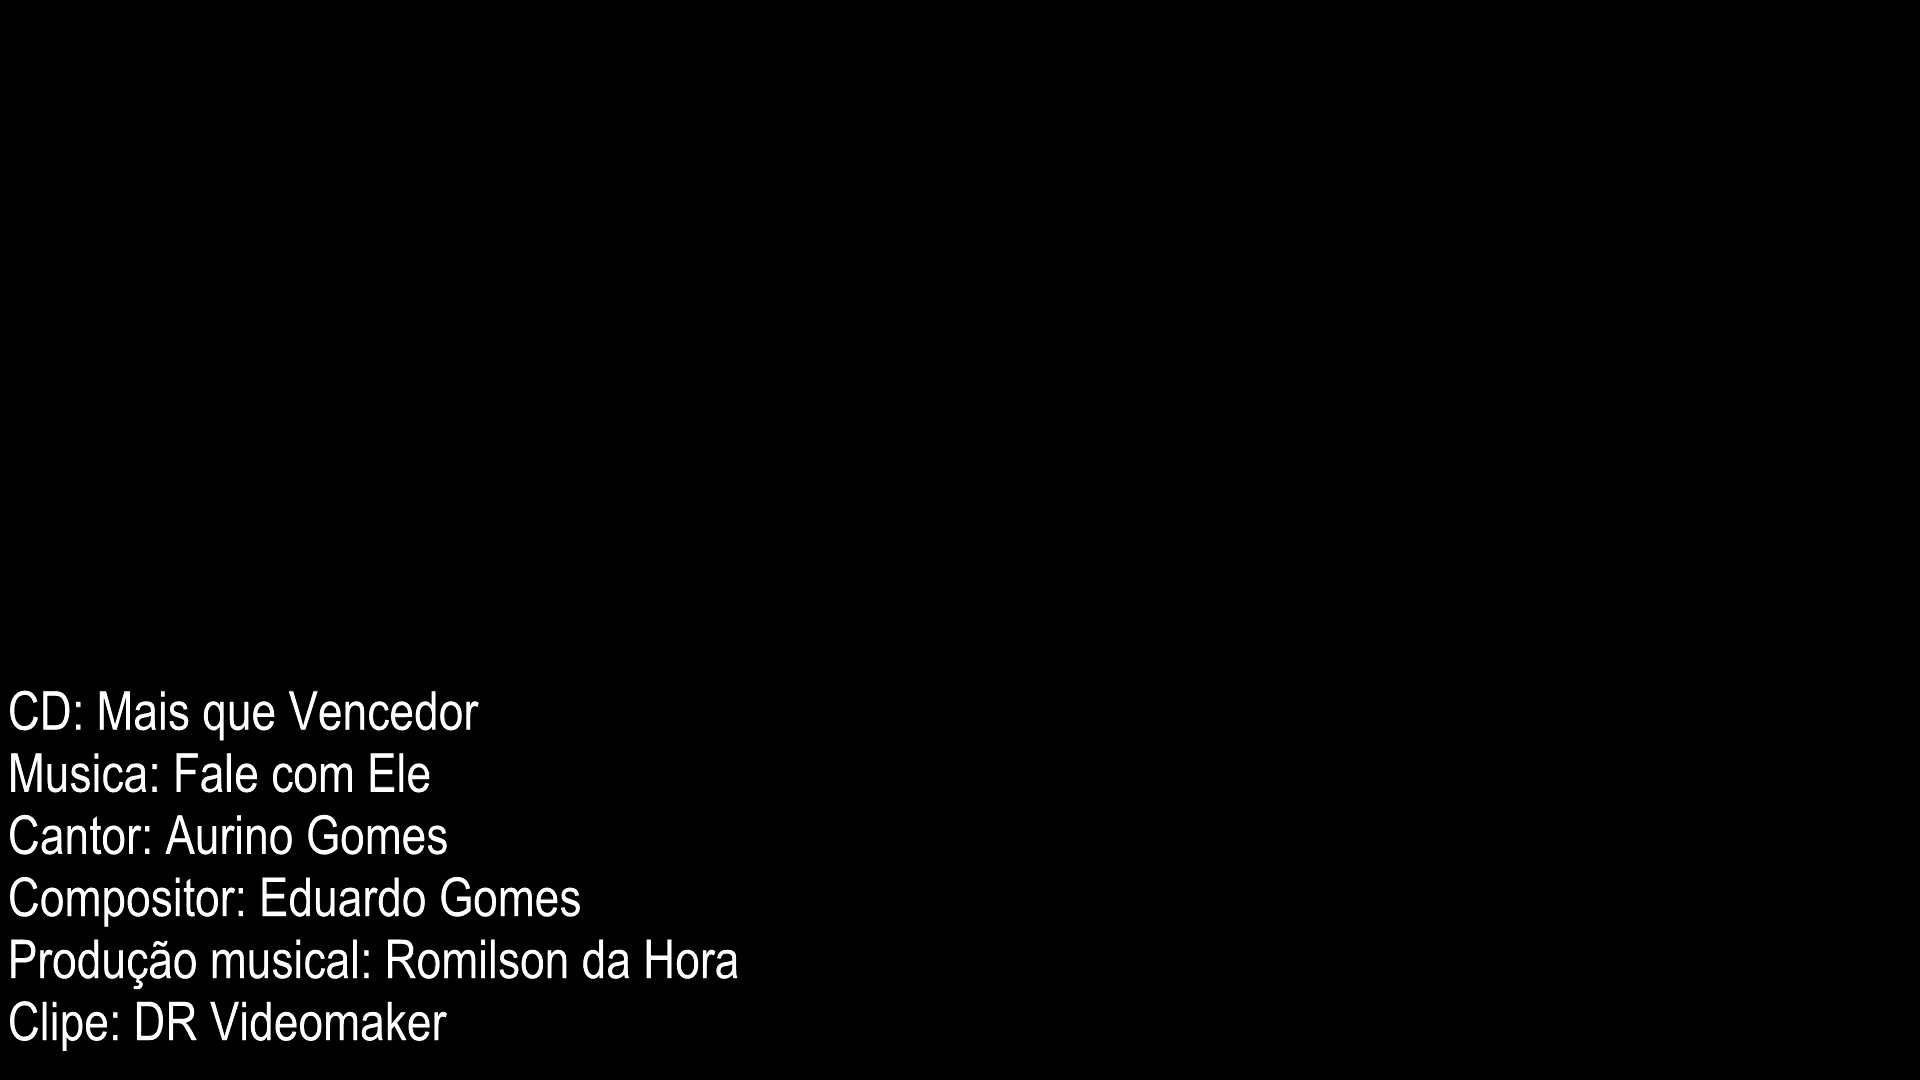 CD: Mais que Vencedor
Musica: Fale com Ele
Cantor: Aurino Gomes
Compositor: Eduardo Gomes
Produção musical: Romilson da Hora
Clipe: DR Videomaker